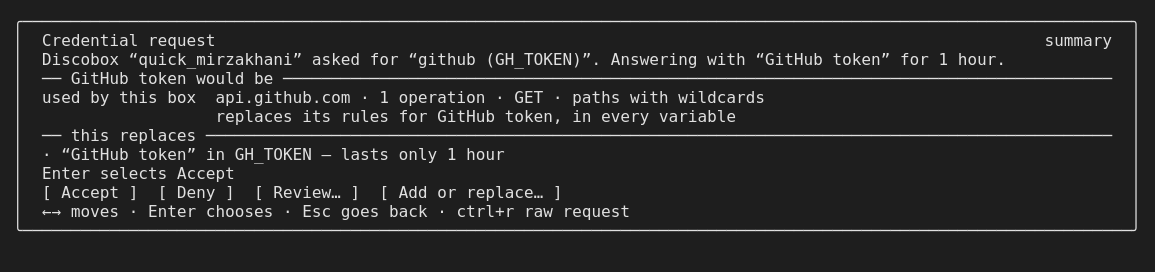 Credential request summary
Discobox “quick_mirzakhani” asked for “github (GH_TOKEN)”. Answering with “GitHub token” for 1 hour.
── GitHub token would be ──
used by this box api.github.com · 1 operation · GET · paths with wildcards
replaces its rules for GitHub token, in every variable
── this replaces ──
· “GitHub token” in GH_TOKEN — lasts only 1 hour
Enter selects Accept
[ Accept ] [ Deny ] [ Review… ] [ Add or replace… ]
←→ moves · Enter chooses · Esc goes back · ctrl+r raw request